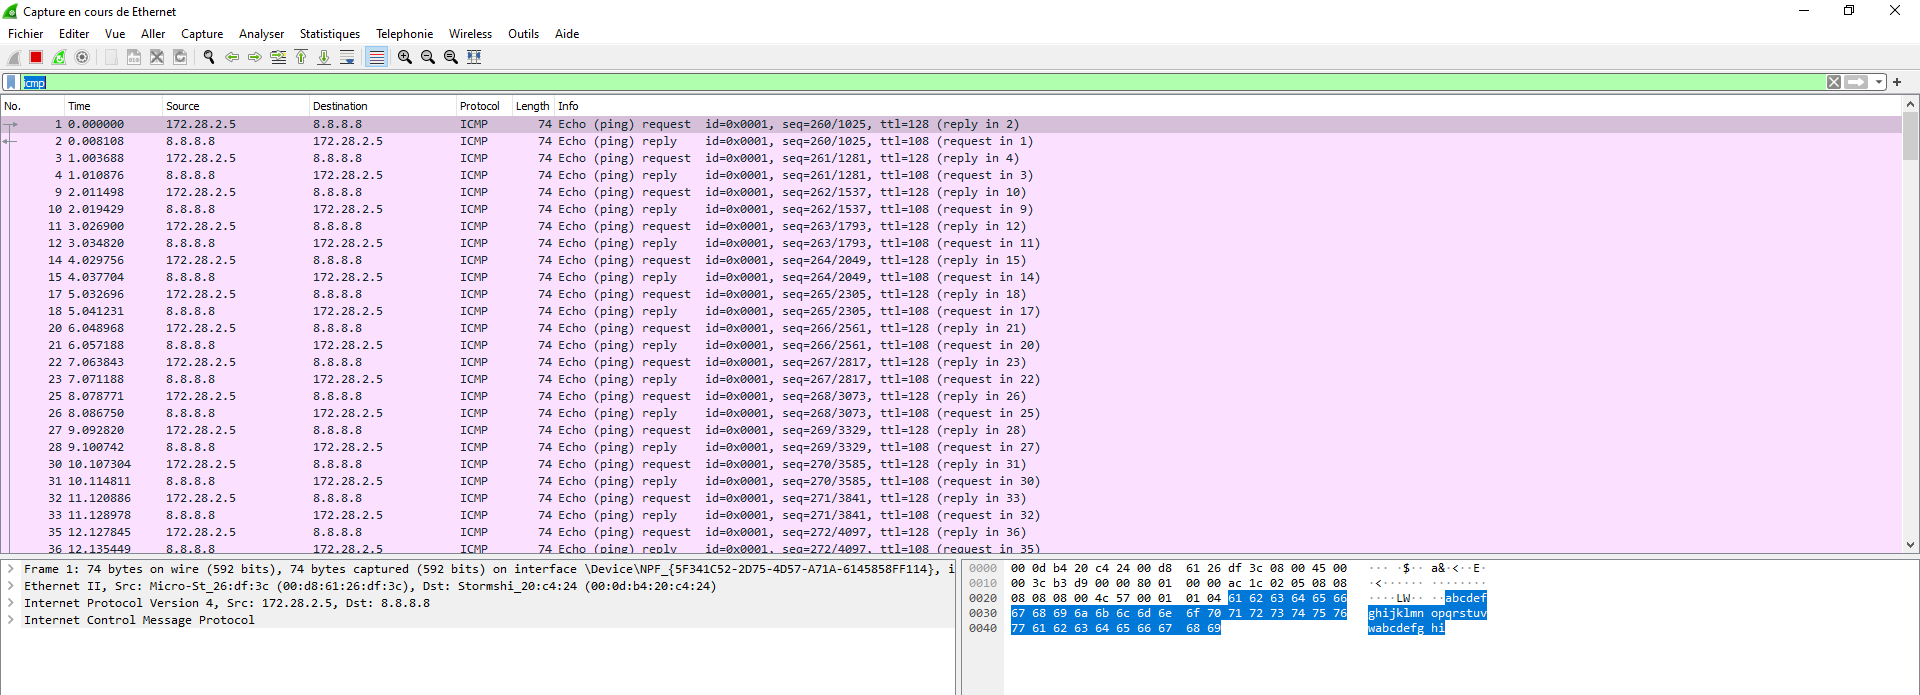 Capture en cours de Ethernet
Fichier Editer Vue Aller Capture Analyser Statistiques Telephonie Wireless Outils Aide
icmp
No. Time Source Destination Protocol Length Info
1 0.000000 172.28.2.5 8.8.8.8 ICMP 74 Echo (ping) request id=0x0001, seq=260/1025, ttl=128 (reply in 2)
2 0.008108 8.8.8.8 172.28.2.5 ICMP 74 Echo (ping) reply id=0x0001, seq=260/1025, ttl=108 (request in 1)
3 1.003688 172.28.2.5 8.8.8.8 ICMP 74 Echo (ping) request id=0x0001, seq=261/1281, ttl=128 (reply in 4)
4 1.010876 8.8.8.8 172.28.2.5 ICMP 74 Echo (ping) reply id=0x0001, seq=261/1281, ttl=108 (request in 3)
9 2.011498 172.28.2.5 8.8.8.8 ICMP 74 Echo (ping) request id=0x0001, seq=262/1537, ttl=128 (reply in 10)
10 2.019429 8.8.8.8 172.28.2.5 ICMP 74 Echo (ping) reply id=0x0001, seq=262/1537, ttl=108 (request in 9)
11 3.026900 172.28.2.5 8.8.8.8 ICMP 74 Echo (ping) request id=0x0001, seq=263/1793, ttl=128 (reply in 12)
12 3.034820 8.8.8.8 172.28.2.5 ICMP 74 Echo (ping) reply id=0x0001, seq=263/1793, ttl=108 (request in 11)
14 4.029756 172.28.2.5 8.8.8.8 ICMP 74 Echo (ping) request id=0x0001, seq=264/2049, ttl=128 (reply in 15)
15 4.037704 8.8.8.8 172.28.2.5 ICMP 74 Echo (ping) reply id=0x0001, seq=264/2049, ttl=108 (request in 14)
17 5.032696 172.28.2.5 8.8.8.8 ICMP 74 Echo (ping) request id=0x0001, seq=265/2305, ttl=128 (reply in 18)
18 5.041231 8.8.8.8 172.28.2.5 ICMP 74 Echo (ping) reply id=0x0001, seq=265/2305, ttl=108 (request in 17)
20 6.048968 172.28.2.5 8.8.8.8 ICMP 74 Echo (ping) request id=0x0001, seq=266/2561, ttl=128 (reply in 21)
21 6.057188 8.8.8.8 172.28.2.5 ICMP 74 Echo (ping) reply id=0x0001, seq=266/2561, ttl=108 (request in 20)
22 7.063843 172.28.2.5 8.8.8.8 ICMP 74 Echo (ping) request id=0x0001, seq=267/2817, ttl=128 (reply in 23)
23 7.071188 8.8.8.8 172.28.2.5 ICMP 74 Echo (ping) reply id=0x0001, seq=267/2817, ttl=108 (request in 22)
25 8.078771 172.28.2.5 8.8.8.8 ICMP 74 Echo (ping) request id=0x0001, seq=268/3073, ttl=128 (reply in 26)
26 8.086750 8.8.8.8 172.28.2.5 ICMP 74 Echo (ping) reply id=0x0001, seq=268/3073, ttl=108 (request in 25)
27 9.092820 172.28.2.5 8.8.8.8 ICMP 74 Echo (ping) request id=0x0001, seq=269/3329, ttl=128 (reply in 28)
28 9.100742 8.8.8.8 172.28.2.5 ICMP 74 Echo (ping) reply id=0x0001, seq=269/3329, ttl=108 (request in 27)
30 10.107304 172.28.2.5 8.8.8.8 ICMP 74 Echo (ping) request id=0x0001, seq=270/3585, ttl=128 (reply in 31)
31 10.114811 8.8.8.8 172.28.2.5 ICMP 74 Echo (ping) reply id=0x0001, seq=270/3585, ttl=108 (request in 30)
32 11.120886 172.28.2.5 8.8.8.8 ICMP 74 Echo (ping) request id=0x0001, seq=271/3841, ttl=128 (reply in 33)
33 11.128978 8.8.8.8 172.28.2.5 ICMP 74 Echo (ping) reply id=0x0001, seq=271/3841, ttl=108 (request in 32)
35 12.127845 172.28.2.5 8.8.8.8 ICMP 74 Echo (ping) request id=0x0001, seq=272/4097, ttl=128 (reply in 36)
36 12.135449 8.8.8.8 172.28.2.5 ICMP 74 Echo (ping) reply id=0x0001, seq=272/4097, ttl=108 (request in 35)
Frame 1: 74 bytes on wire (592 bits), 74 bytes captured (592 bits) on interface \Device\NPF_{5F341C52-2D75-4D57-A71A-6145858FF114}, i
Ethernet II, Src: Micro-St_26:df:3c (00:d8:61:26:df:3c), Dst: Stormshi_20:c4:24 (00:0d:b4:20:c4:24)
Internet Protocol Version 4, Src: 172.28.2.5, Dst: 8.8.8.8
Internet Control Message Protocol
0000 00 0d b4 20 c4 24 00 d8 61 26 df 3c 08 00 45 00 ··· ·$·· a&·<··E·
0010 00 3c b3 d9 00 00 80 01 00 00 ac 1c 02 05 08 08 ·<······ ········
0020 08 08 08 00 4c 57 00 01 01 04 61 62 63 64 65 66 ····LW·· ··abcdef
0030 67 68 69 6a 6b 6c 6d 6e 6f 70 71 72 73 74 75 76 ghijklmn opqrstuv
0040 77 61 62 63 64 65 66 67 68 69 wabcdefg hi